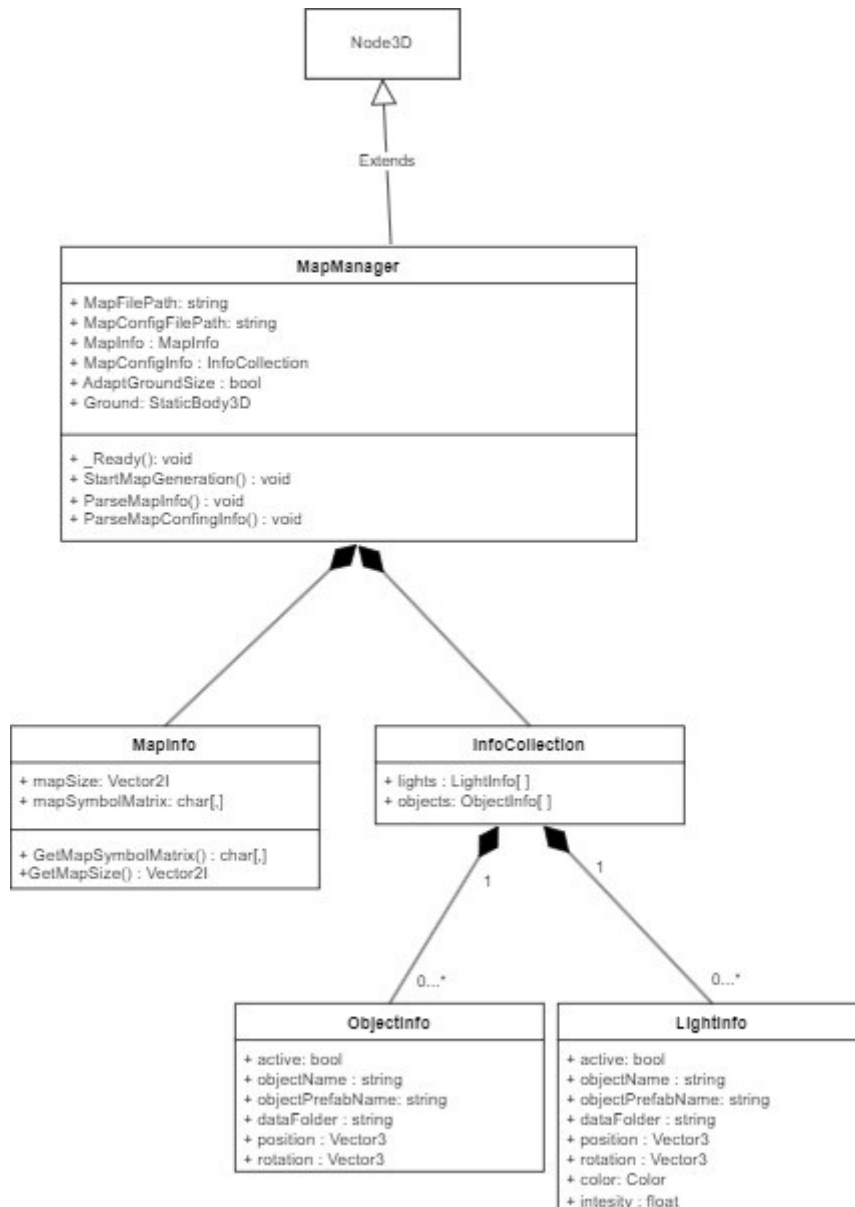 Node3D
Extends
MapManager
+ MapFilePath: string
+ MapConfigFilePath: string
+ MapInfo : MapInfo
+ MapConfigInfo : InfoCollection
+ AdaptGroundSize : bool
+ Ground: StaticBody3D
+ _Ready(): void
+ StartMapGeneration() : void
+ ParseMapInfo() : void
+ ParseMapConfingInfo() : void
MapInfo
+ mapSize: Vector2I
+ mapSymbolMatrix: char[,]
+ GetMapSymbolMatrix() : char[,]
+GetMapSize() : Vector2I
InfoCollection
+ lights : LightInfo[ ]
+ objects: ObjectInfo[ ]
1
1
0...*
0...*
ObjectInfo
+ active: bool
+ objectName : string
+ objectPrefabName: string
+ dataFolder : string
+ position : Vector3
+ rotation : Vector3
LightInfo
+ active: bool
+ objectName : string
+ objectPrefabName: string
+ dataFolder : string
+ position : Vector3
+ rotation : Vector3
+ color: Color
+ intesity : float